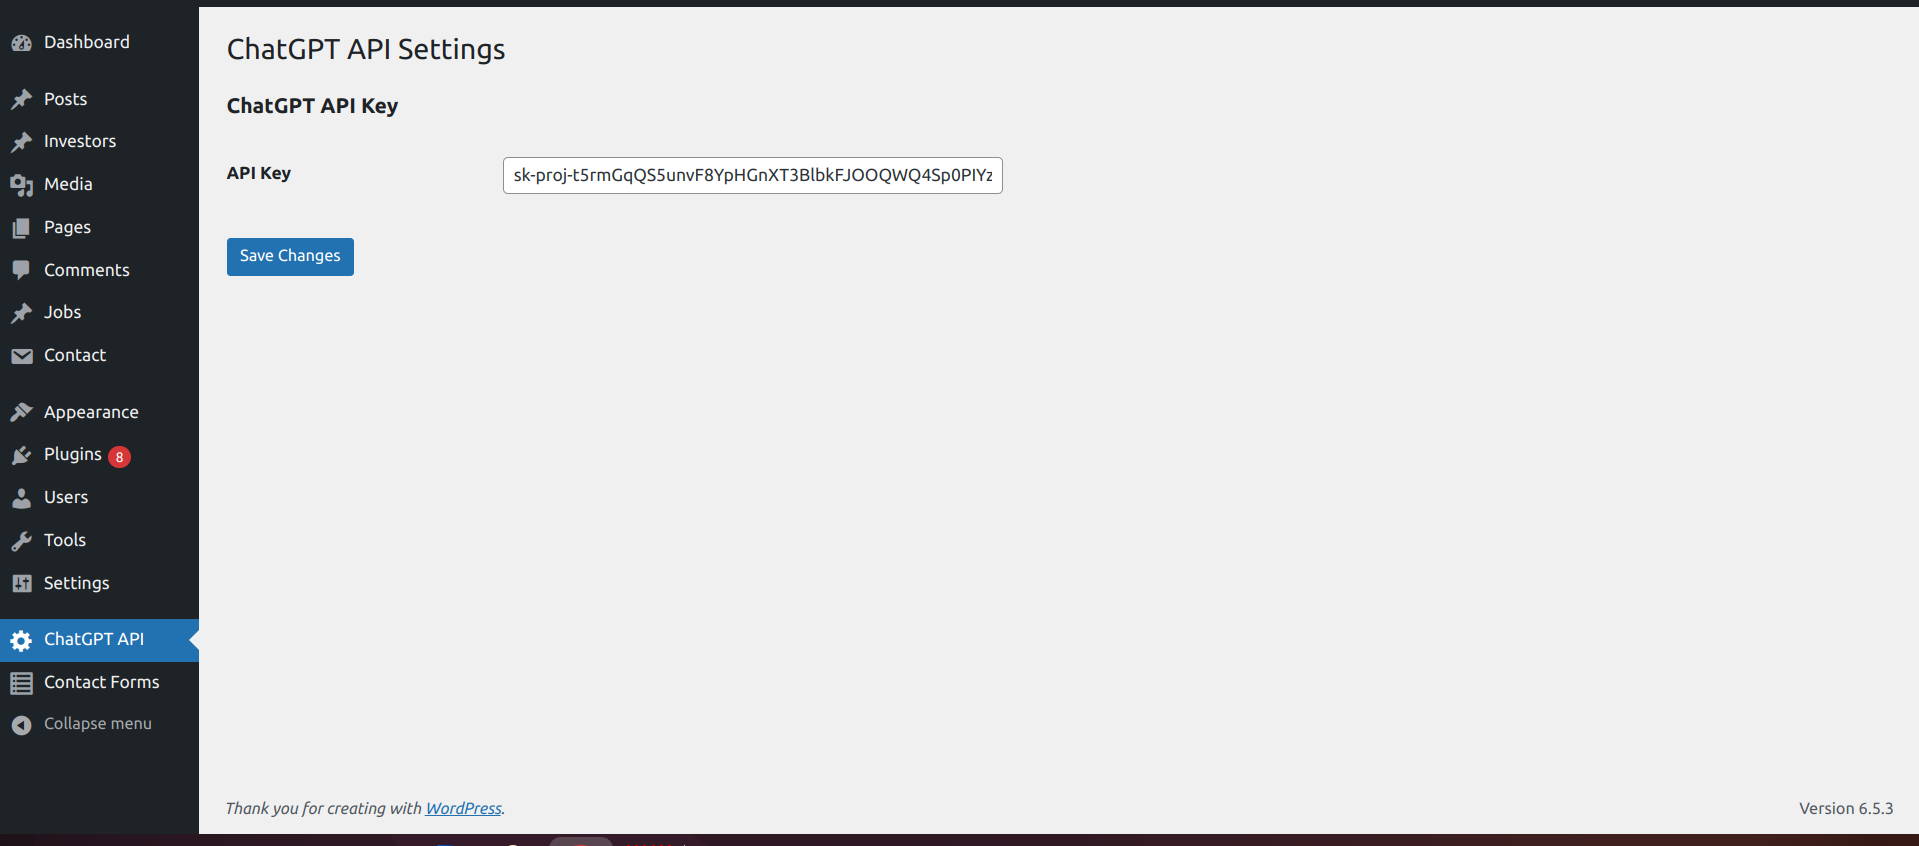 Dashboard
Posts
Investors
Media
Pages
Comments
Jobs
Contact
Appearance
Plugins 8
Users
Tools
Settings
ChatGPT API
Contact Forms
Collapse menu
ChatGPT API Settings
ChatGPT API Key
API Key
sk-proj-t5rmGqQS5unvF8YpHGnXT3BlbkFJOOQWQ4Sp0PIYz
Save Changes
Thank you for creating with WordPress.
Version 6.5.3